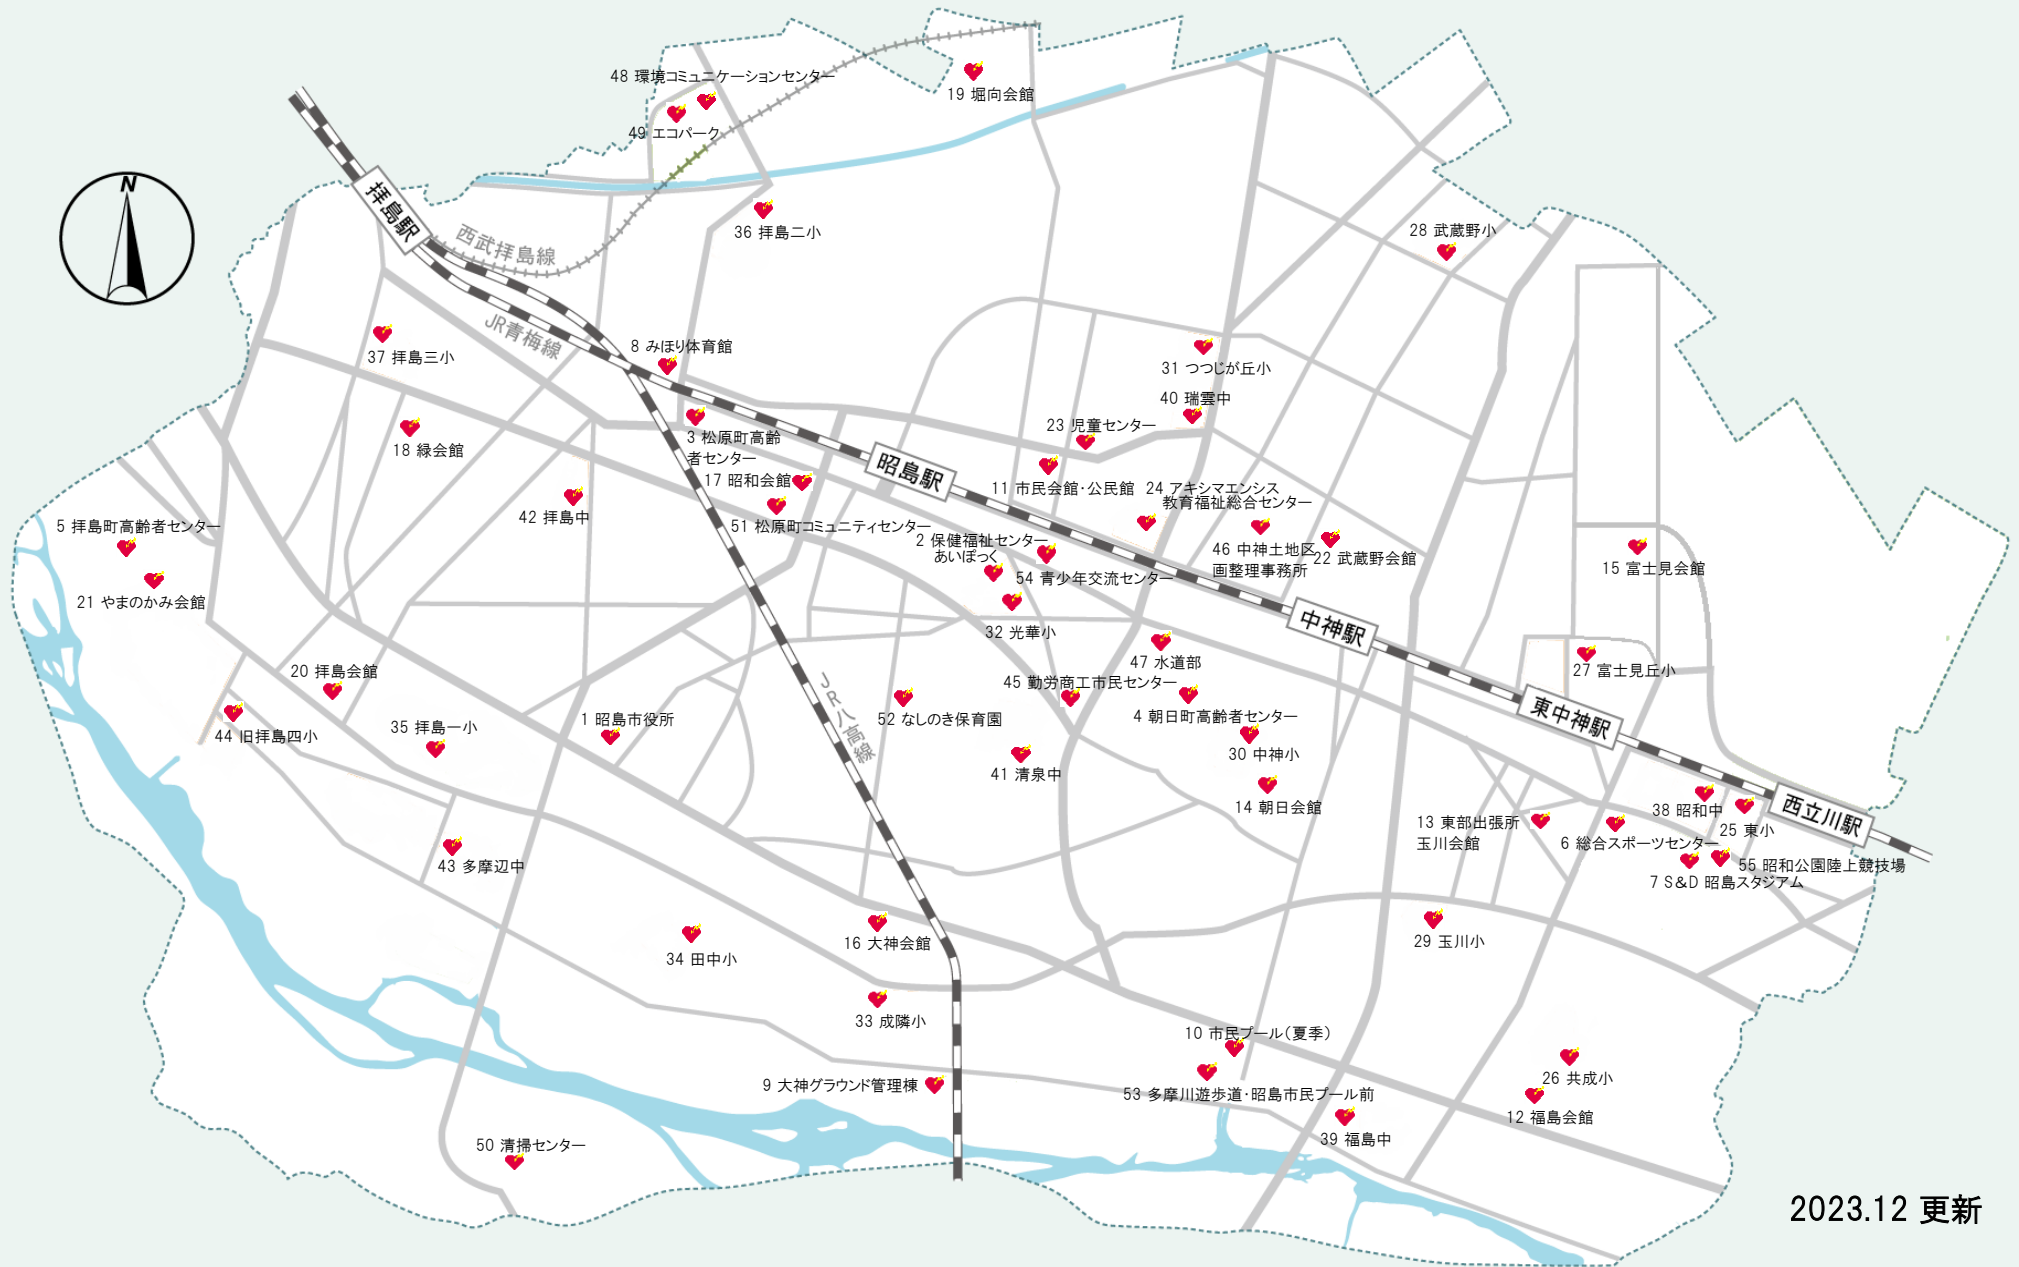 48 環境コミュニケーションセンター
19 堀向会館
49 エコパーク
N
拝島駅
西武拝島線
36 拝島二小
28 武蔵野小
JR青梅線
8 みほり体育館
37 拝島三小
31 つつじが丘小
40 瑞雲中
23 児童センター
3 松原町高齢
者センター
18 緑会館
昭島駅
17 昭和会館
11 市民会館・公民館
24 アキシマエンシス
教育福祉総合センター
42 拝島中
5 拝島町高齢者センター
51 松原町コミュニティセンター
2 保健福祉センター
あいぽっく
46 中神土地区
画整理事務所
22 武蔵野会館
15 富士見会館
54 青少年交流センター
21 やまのかみ会館
32 光華小
中神駅
47 水道部
20 拝島会館
27 富士見丘小
45 勤労商工市民センター
JR八高線
44 旧拝島四小
35 拝島一小
1 昭島市役所
52 なしのき保育園
4 朝日町高齢者センター
東中神駅
30 中神小
41 清泉中
14 朝日会館
38 昭和中
西立川駅
13 東部出張所
玉川会館
25 東小
6 総合スポーツセンター
43 多摩辺中
55 昭和公園陸上競技場
7 S&D 昭島スタジアム
16 大神会館
29 玉川小
34 田中小
33 成隣小
10 市民プール（夏季）
9 大神グラウンド管理棟
26 共成小
53 多摩川遊歩道・昭島市民プール前
12 福島会館
39 福島中
50 清掃センター
2023.12 更新